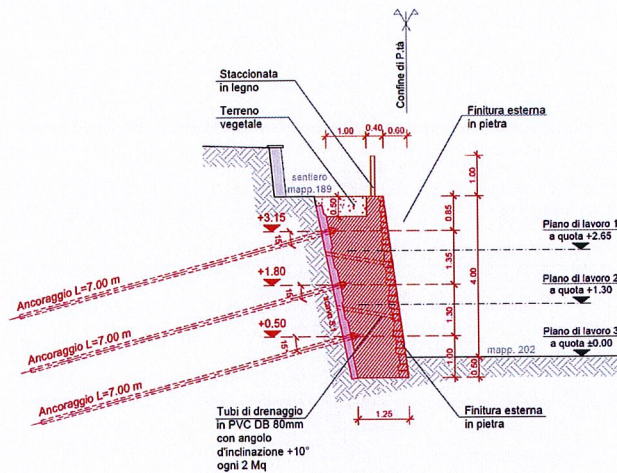 Confine di P.tà
Staccionata
in legno
Terreno
vegetale
1.00
0.40
0.60
Finitura esterna
in pietra
sentiero
mapp.189
0.50
1.00
0.85
+3.15
15°
Piano di lavoro 1
a quota +2.65
1.35
4.00
Ancoraggio L=7.00 m
+1.80
15°
Piano di lavoro 2
a quota +1.30
1.30
Ancoraggio L=7.00 m
+0.50
15°
Piano di lavoro 3
a quota ±0.00
mapp. 202
1.00
0.50
Ancoraggio L=7.00 m
1.25
Tubi di drenaggio
in PVC DB 80mm
con angolo
d'inclinazione +10°
ogni 2 Mq
Finitura esterna
in pietra